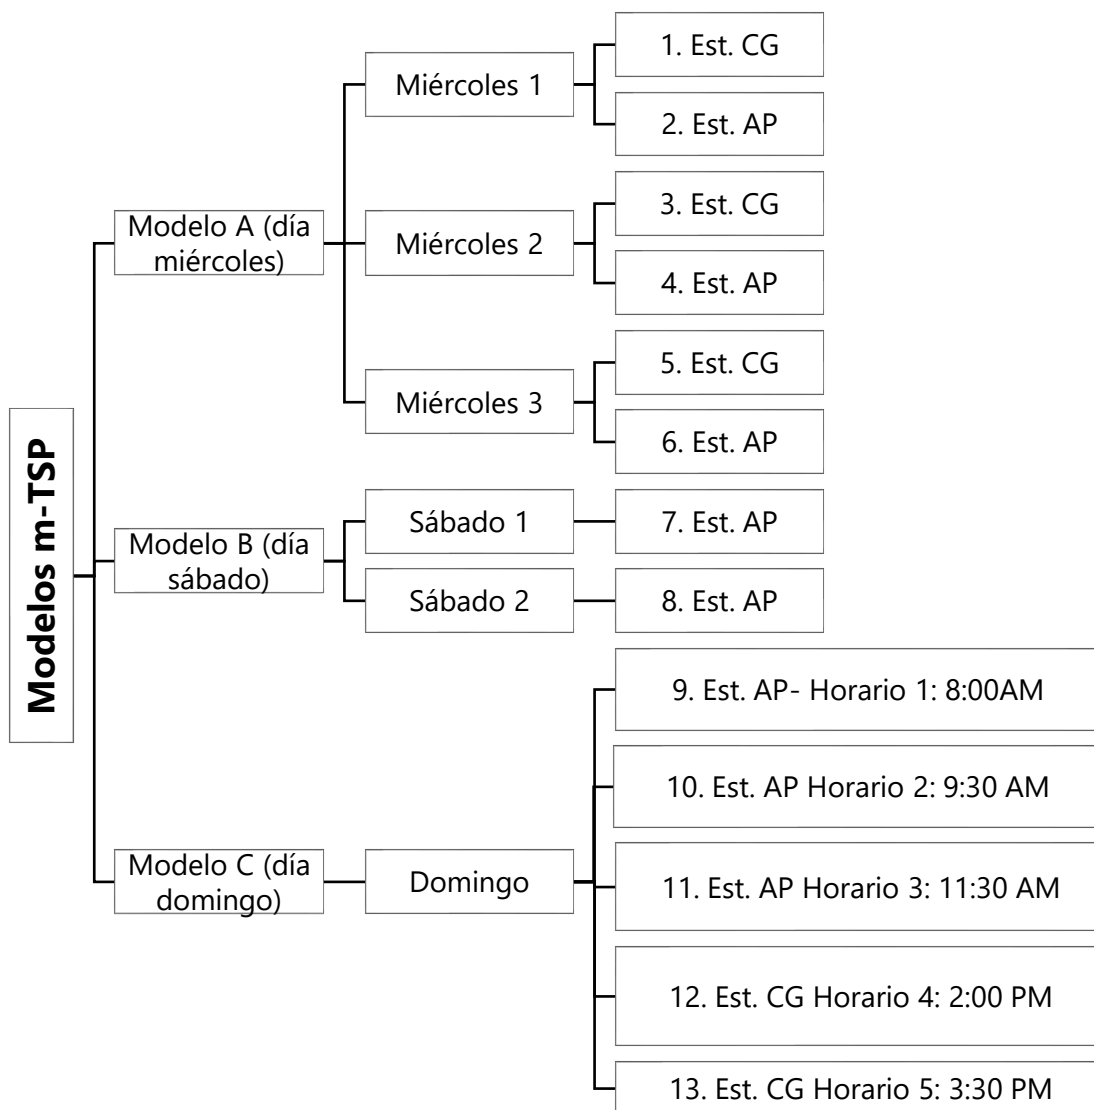 Modelos m-TSP
Modelo A (día
miércoles)
Miércoles 1
1. Est. CG
2. Est. AP
Miércoles 2
3. Est. CG
4. Est. AP
Miércoles 3
5. Est. CG
6. Est. AP
Modelo B (día
sábado)
Sábado 1
7. Est. AP
Sábado 2
8. Est. AP
Modelo C (día
domingo)
Domingo
9. Est. AP- Horario 1: 8:00AM
10. Est. AP Horario 2: 9:30 AM
11. Est. AP Horario 3: 11:30 AM
12. Est. CG Horario 4: 2:00 PM
13. Est. CG Horario 5: 3:30 PM